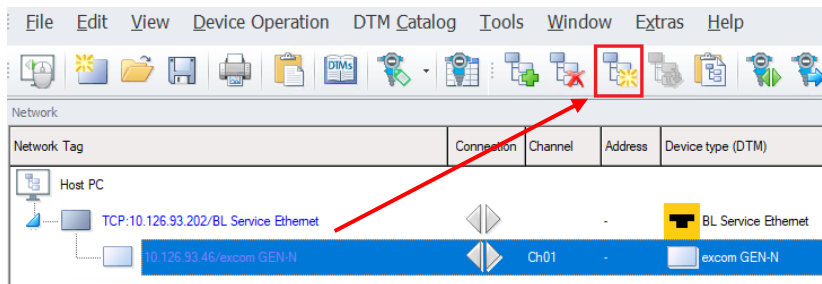 File Edit View Device Operation DTM Catalog Tools Window Extras Help
DTMs
Network
Network Tag Connection Channel Address Device type (DTM)
Host PC
TCP:10.126.93.202/BL Service Ethernet - BL Service Ethernet
10.126.93.46/excom GEN-N Ch01 - excom GEN-N